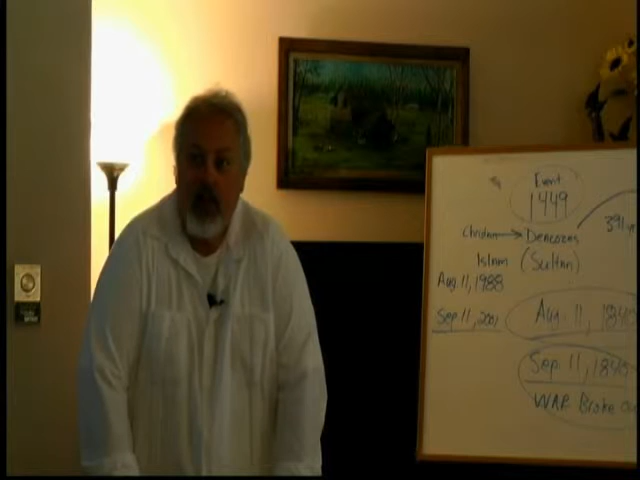 Event
1449
391
Christian → Deacozes
Islam (Sultan)
Aug. 11, 1988
Aug. 11, 1840
Sep. 11, 2001
Sep. 11, 1840
WAR Broke